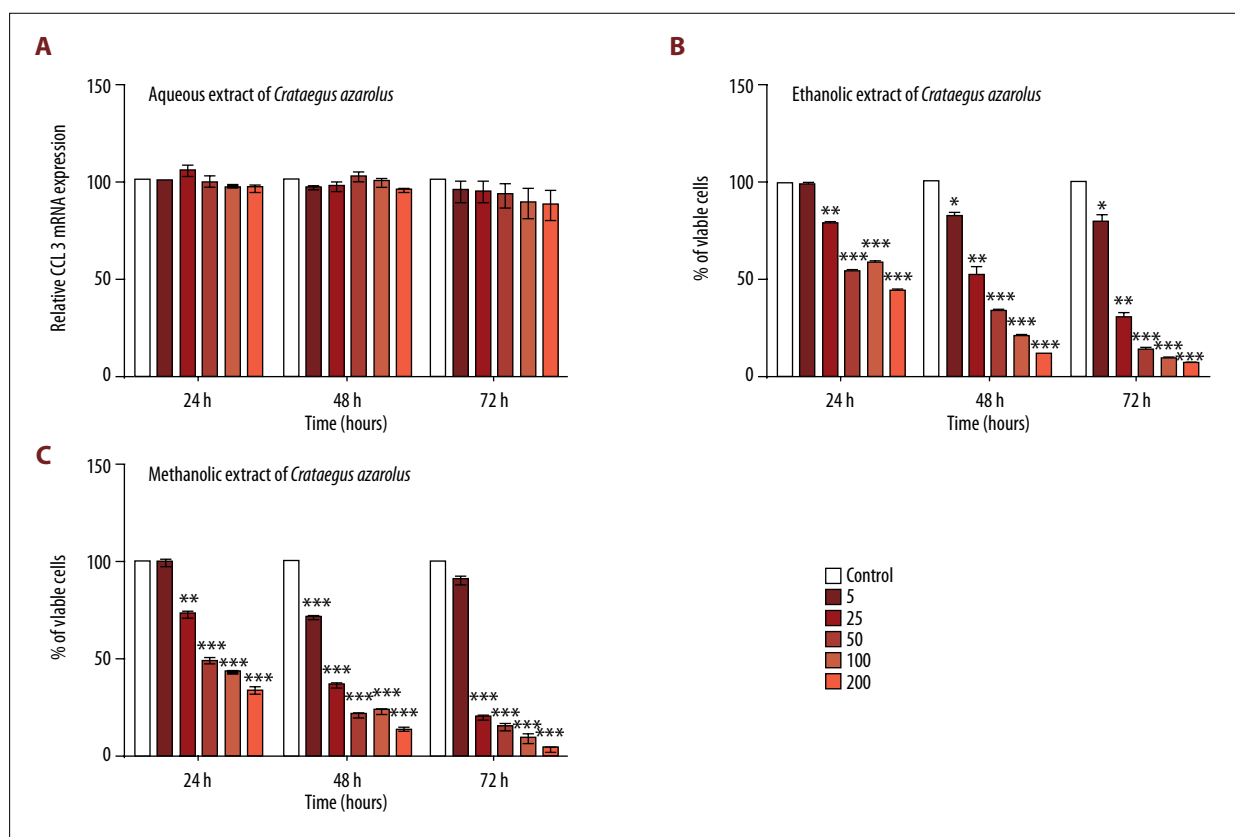 A
150
100
50
0
Relative CCL 3 mRNA expression
Aqueous extract of Crataegus azarolus
24 h
48 h
72 h
Time (hours)
B
150
100
50
0
% of vlable cells
Ethanolic extract of Crataegus azarolus
**
***
***
***
*
**
***
***
***
*
**
***
***
***
24 h
48 h
72 h
Time (hours)
C
150
100
50
0
% of vlable cells
Methanolic extract of Crataegus azarolus
**
***
***
***
***
***
***
***
***
***
***
***
***
24 h
48 h
72 h
Time (hours)
Control
5
25
50
100
200